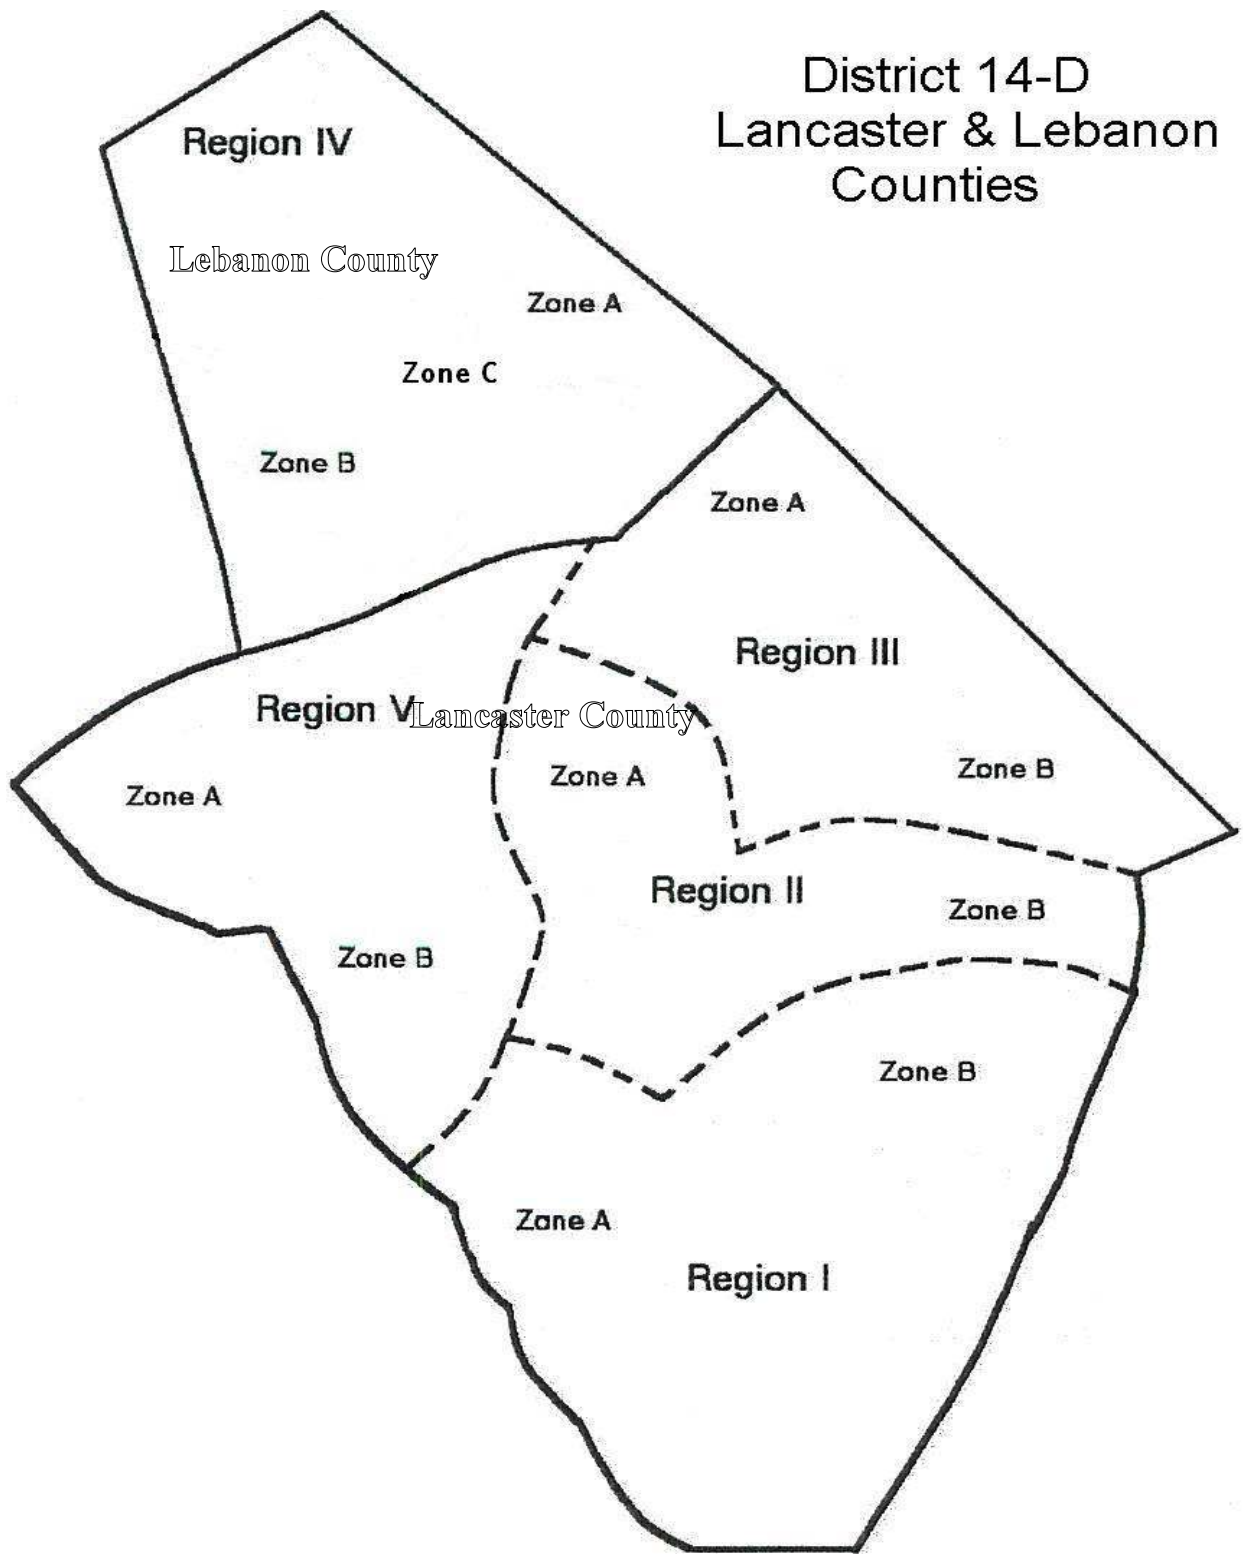 District 14-D
Lancaster & Lebanon
Counties
Region IV
Lebanon County
Zone A
Zone C
Zone B
Zone A
Region III
Region V
Lancaster County
Zone B
Zone A
Zone A
Region II
Zone B
Zone B
Zone B
Zone A
Region I